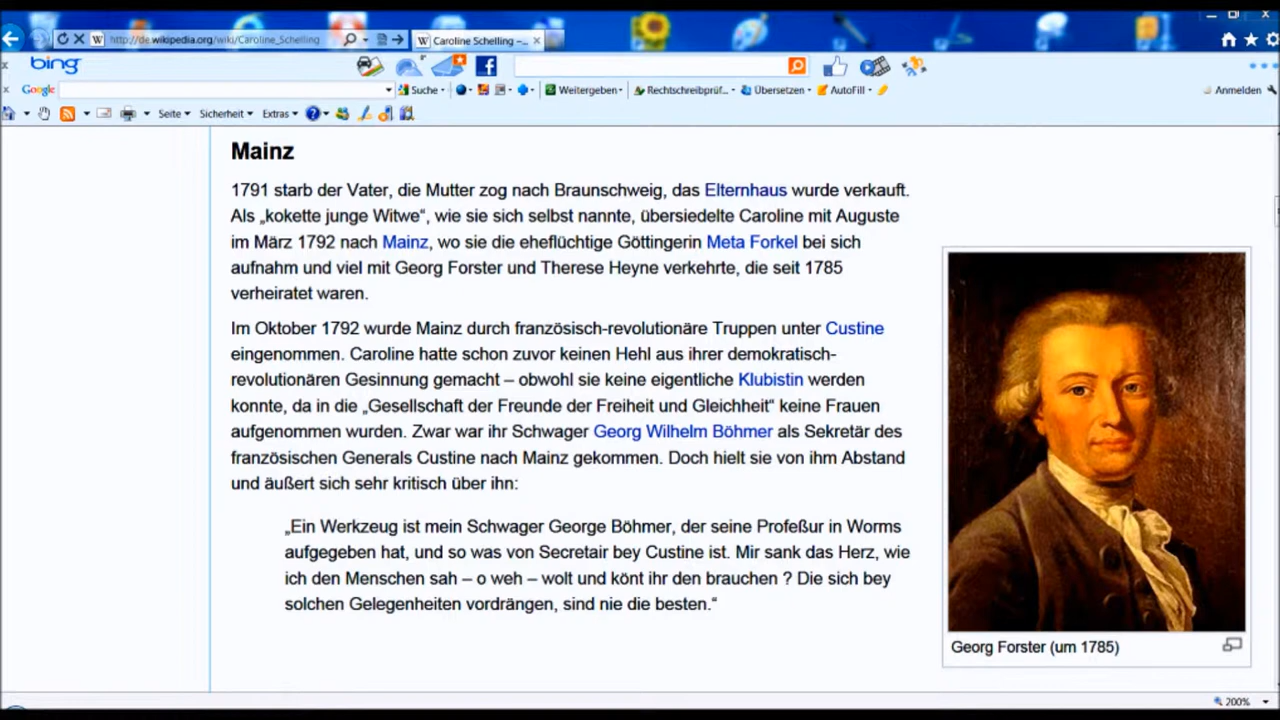 http://de.wikipedia.org/wiki/Caroline_Schelling
W Caroline Schelling –...
bing
Google
Suche
Weitergeben
Rechtschreibprüf...
Übersetzen
AutoFill
Anmelden
Seite
Sicherheit
Extras
Mainz
1791 starb der Vater, die Mutter zog nach Braunschweig, das Elternhaus wurde verkauft.
Als „kokette junge Witwe“, wie sie sich selbst nannte, übersiedelte Caroline mit Auguste
im März 1792 nach Mainz, wo sie die eheflüchtige Göttingerin Meta Forkel bei sich
aufnahm und viel mit Georg Forster und Therese Heyne verkehrte, die seit 1785
verheiratet waren.
Im Oktober 1792 wurde Mainz durch französisch-revolutionäre Truppen unter Custine
eingenommen. Caroline hatte schon zuvor keinen Hehl aus ihrer demokratisch-
revolutionären Gesinnung gemacht – obwohl sie keine eigentliche Klubistin werden
konnte, da in die „Gesellschaft der Freunde der Freiheit und Gleichheit“ keine Frauen
aufgenommen wurden. Zwar war ihr Schwager Georg Wilhelm Böhmer als Sekretär des
französischen Generals Custine nach Mainz gekommen. Doch hielt sie von ihm Abstand
und äußert sich sehr kritisch über ihn:
„Ein Werkzeug ist mein Schwager George Böhmer, der seine Profeßur in Worms
aufgegeben hat, und so was von Secretair bey Custine ist. Mir sank das Herz, wie
ich den Menschen sah – o weh – wolt und könt ihr den brauchen ? Die sich bey
solchen Gelegenheiten vordrängen, sind nie die besten.“
Georg Forster (um 1785)
200%